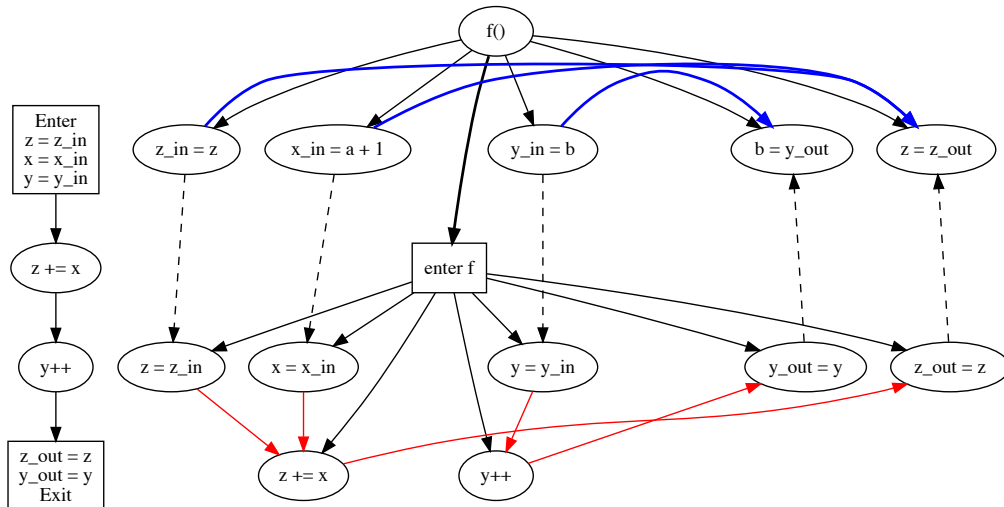 f()
Enter
z = z_in
x = x_in
y = y_in
z_in = z
x_in = a + 1
y_in = b
b = y_out
z = z_out
z += x
enter f
y++
z = z_in
x = x_in
y = y_in
y_out = y
z_out = z
z_out = z
y_out = y
Exit
z += x
y++